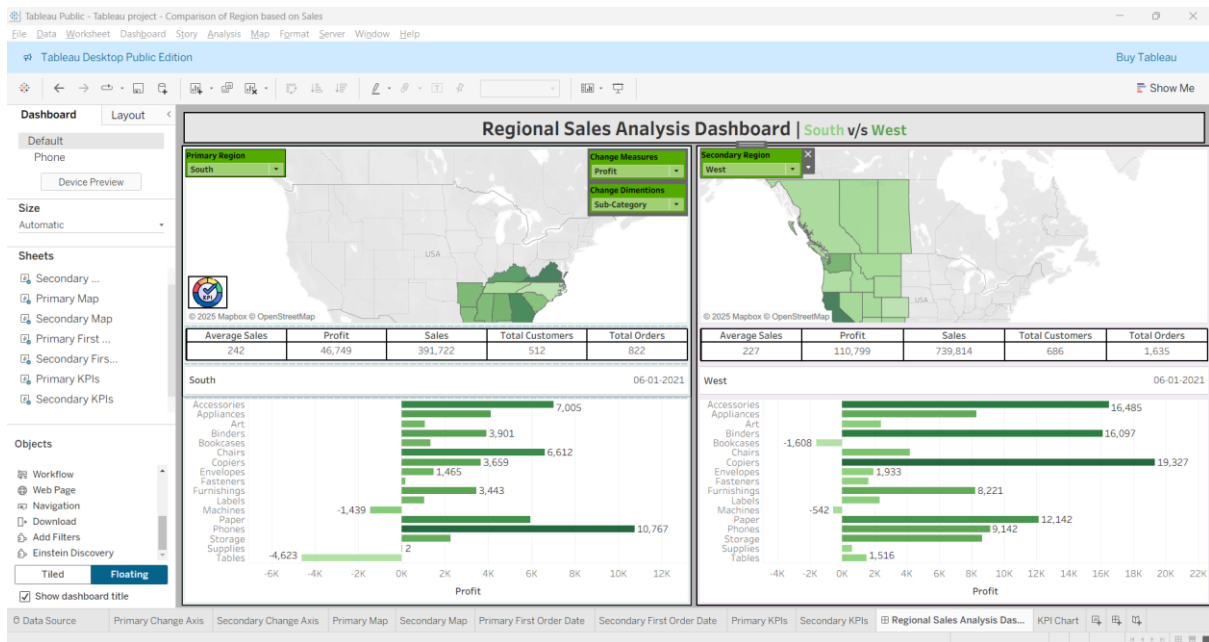 Tableau Public - Tableau project - Comparison of Region based on Sales
File Data Worksheet Dashboard Story Analysis Map Format Server Window Help
Tableau Desktop Public Edition Buy Tableau
Show Me
Dashboard Layout
Default
Phone
Device Preview
Size
Automatic
Sheets
Secondary ...
Primary Map
Secondary Map
Primary First ...
Secondary Firs...
Primary KPIs
Secondary KPIs
Objects
Workflow
Web Page
Navigation
Download
Add Filters
Einstein Discovery
Tiled Floating
Show dashboard title
Regional Sales Analysis Dashboard | South v/s West
Primary Region
South
Change Measures
Profit
Change Dimentions
Sub-Category
USA
KPI
© 2025 Mapbox © OpenStreetMap
Average Sales Profit Sales Total Customers Total Orders
242 46,749 391,722 512 822
South 06-01-2021
Accessories 7,005
Appliances
Art
Binders 3,901
Bookcases
Chairs 6,612
Copiers 3,659
Envelopes 1,465
Fasteners
Furnishings 3,443
Labels
Machines -1,439
Paper
Phones 10,767
Storage
Supplies 2
Tables -4,623
-6K -4K -2K 0K 2K 4K 6K 8K 10K 12K
Profit
Secondary Region
West
USA
© 2025 Mapbox © OpenStreetMap
Average Sales Profit Sales Total Customers Total Orders
227 110,799 739,814 686 1,635
West 06-01-2021
Accessories 16,485
Appliances
Art
Binders 16,097
Bookcases -1,608
Chairs
Copiers 19,327
Envelopes 1,933
Fasteners
Furnishings 8,221
Labels
Machines -542
Paper 12,142
Phones 9,142
Storage
Supplies
Tables 1,516
-4K -2K 0K 2K 4K 6K 8K 10K 12K 14K 16K 18K 20K 22K
Profit
Data Source Primary Change Axis Secondary Change Axis Primary Map Secondary Map Primary First Order Date Secondary First Order Date Primary KPIs Secondary KPIs Regional Sales Analysis Das... KPI Chart